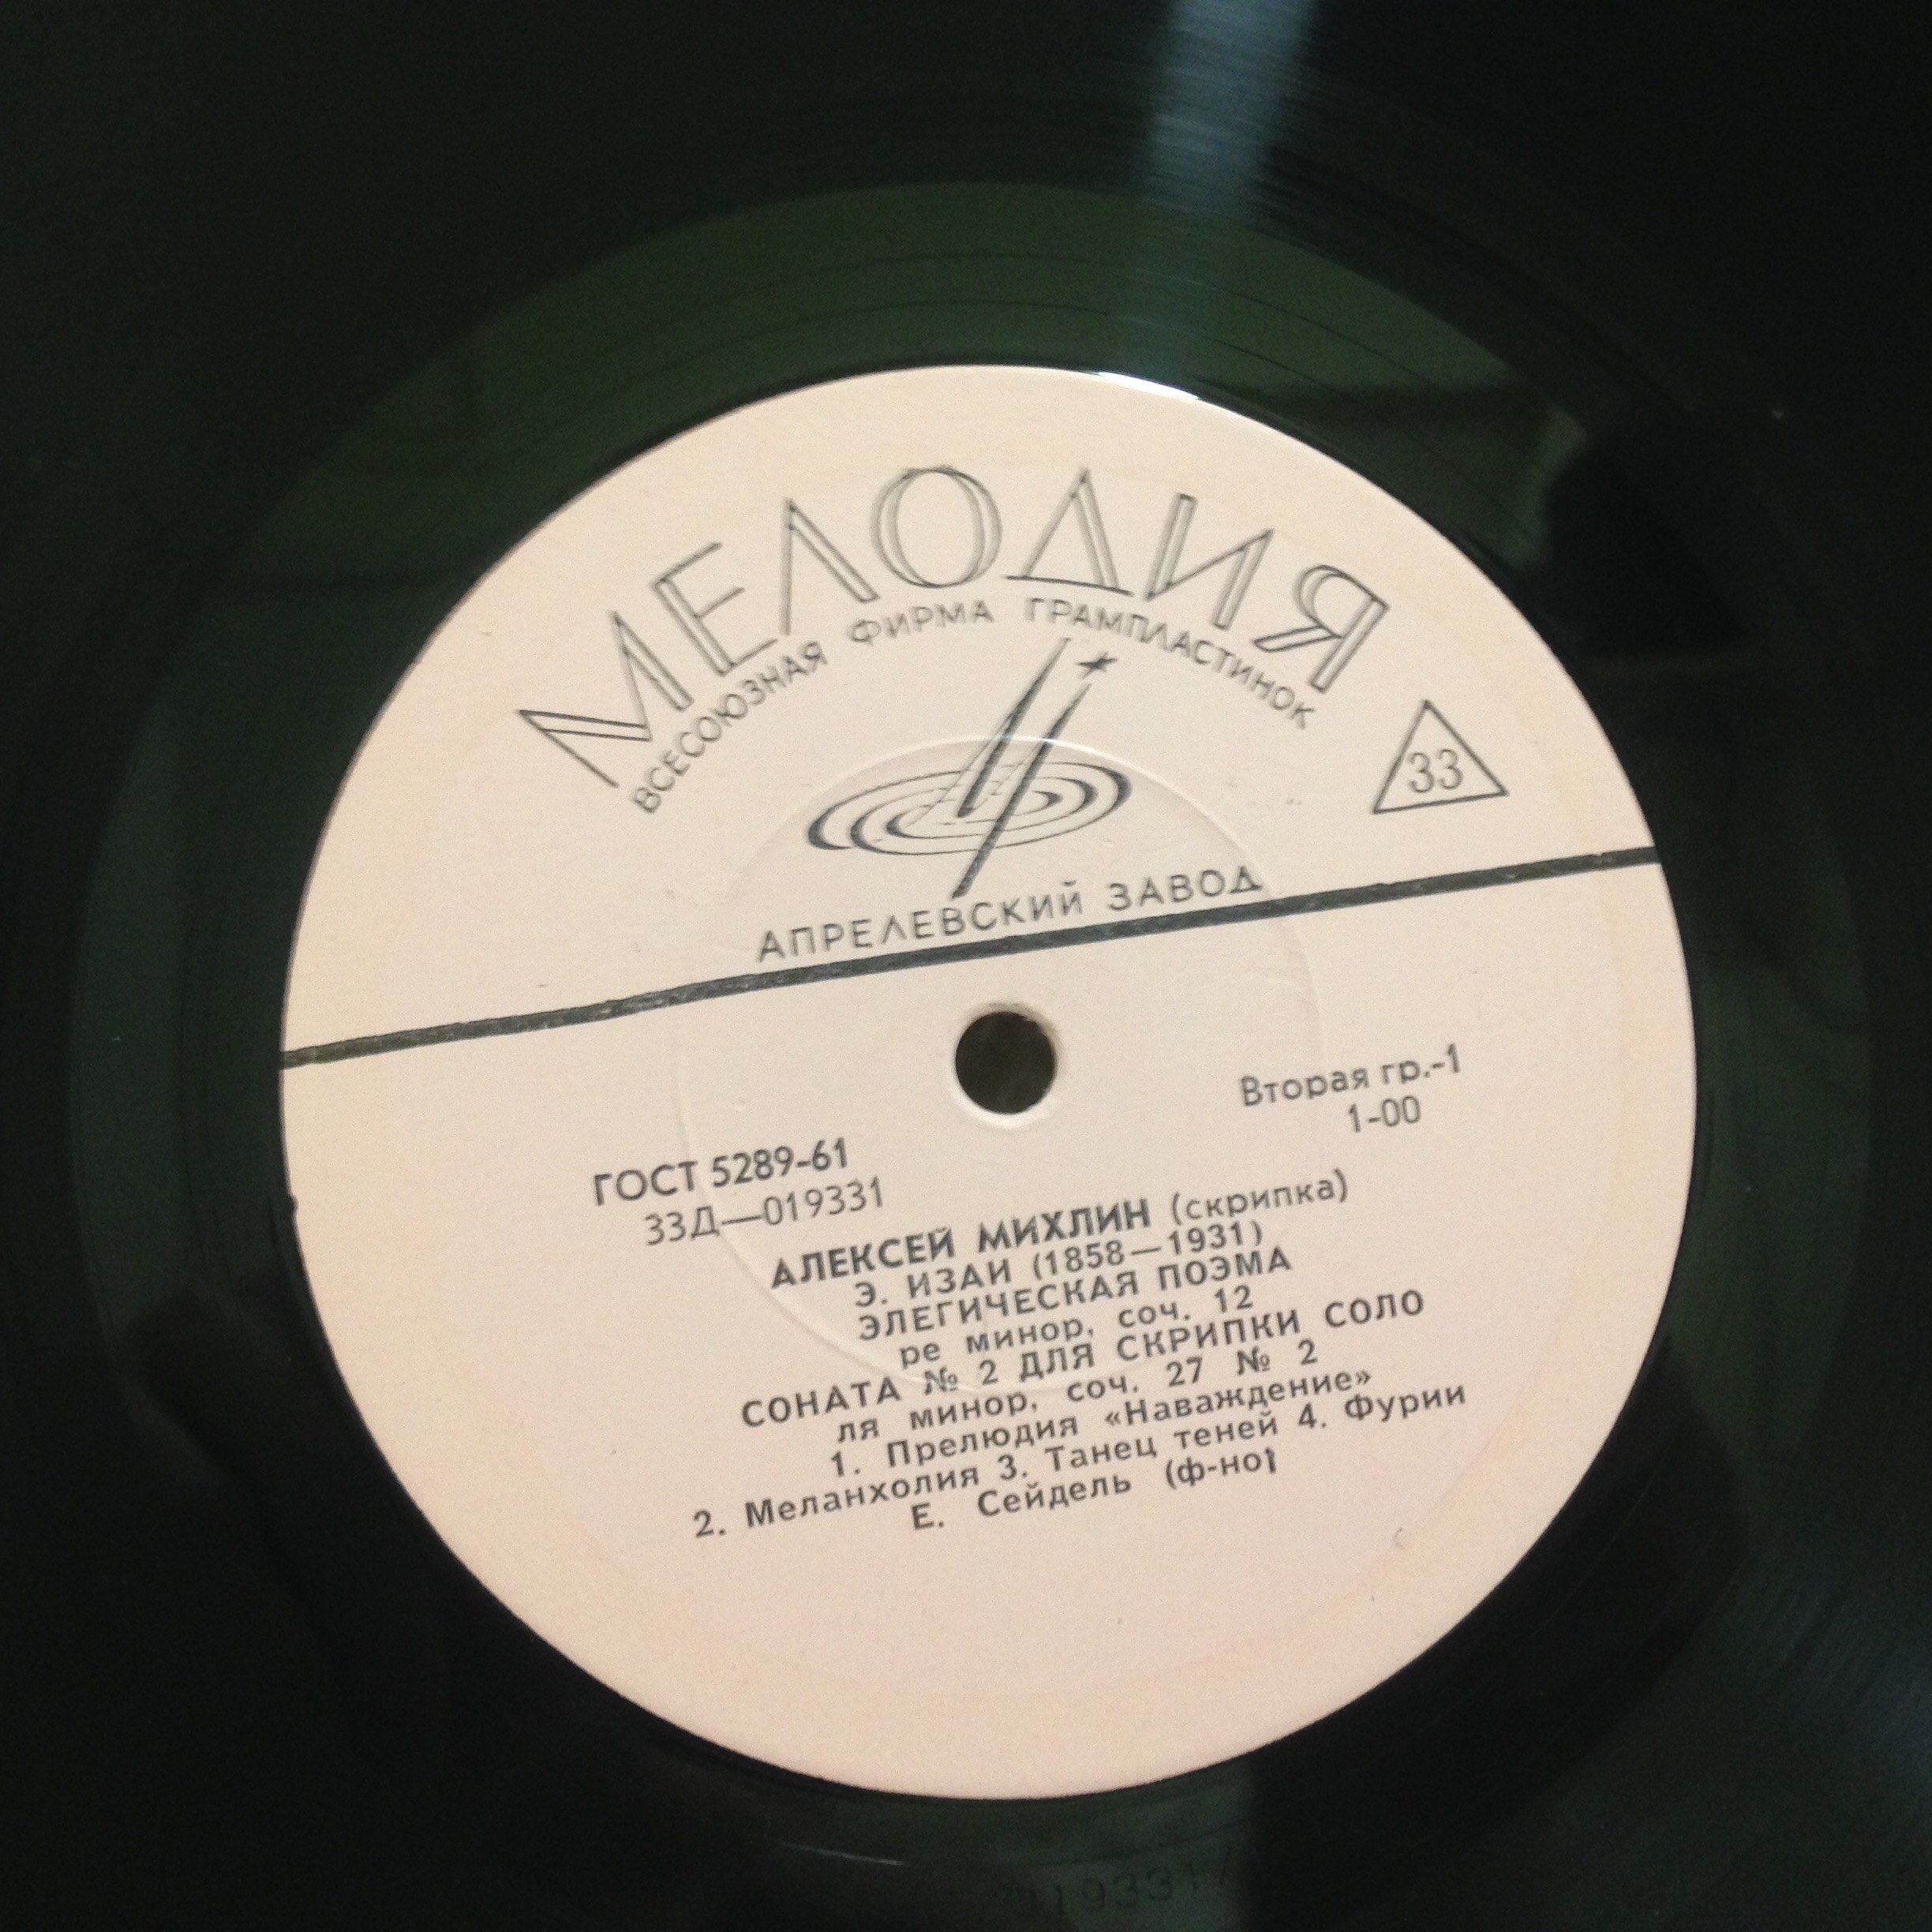 МЕЛОДИЯ
ВСЕСОЮЗНАЯ ФИРМА ГРАМПЛАСТИНОК
33
АПРЕЛЕВСКИЙ ЗАВОД
Вторая гр.-1
1-00
ГОСТ 5289-61
33Д—019331
АЛЕКСЕЙ МИХЛИН (скрипка)
Э. ИЗАИ (1858—1931)
ЭЛЕГИЧЕСКАЯ ПОЭМА
ре минор, соч. 12
СОНАТА № 2 ДЛЯ СКРИПКИ СОЛО
ля минор, соч. 27 № 2
1. Прелюдия «Наваждение»
2. Меланхолия 3. Танец теней 4. Фурии
Е. Сейдель (ф-но)